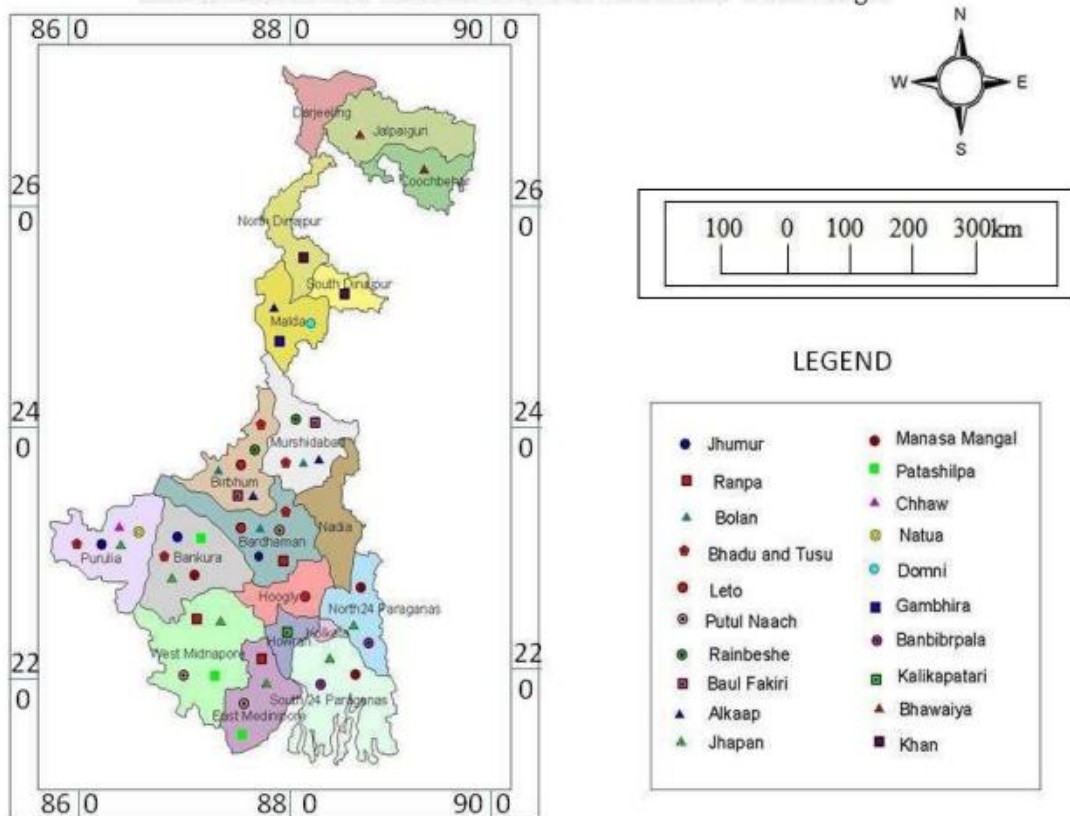 86 0 88 0 90 0
N
W E
S
Darjeeling
Jalpaiguri
Coochbehar
26 0 26 0
North Dinajpur
100 0 100 200 300km
South Dinajpur
Malda
LEGEND
24 0 24 0
Murshidabad
Birbhum
Nadia
Bardhaman
Purulia
Bankura
Hoogly
North24 Paraganas
Kolkata
Howrah
West Midnapore
22 0 22 0
South 24 Paraganas
East Medinipore
86 0 88 0 90 0
Jhumur
Ranpa
Bolan
Bhadu and Tusu
Leto
Putul Naach
Rainbeshe
Baul Fakiri
Alkaap
Jhapan
Manasa Mangal
Patashilpa
Chhaw
Natua
Domni
Gambhira
Banbibrpala
Kalikapatari
Bhawaiya
Khan